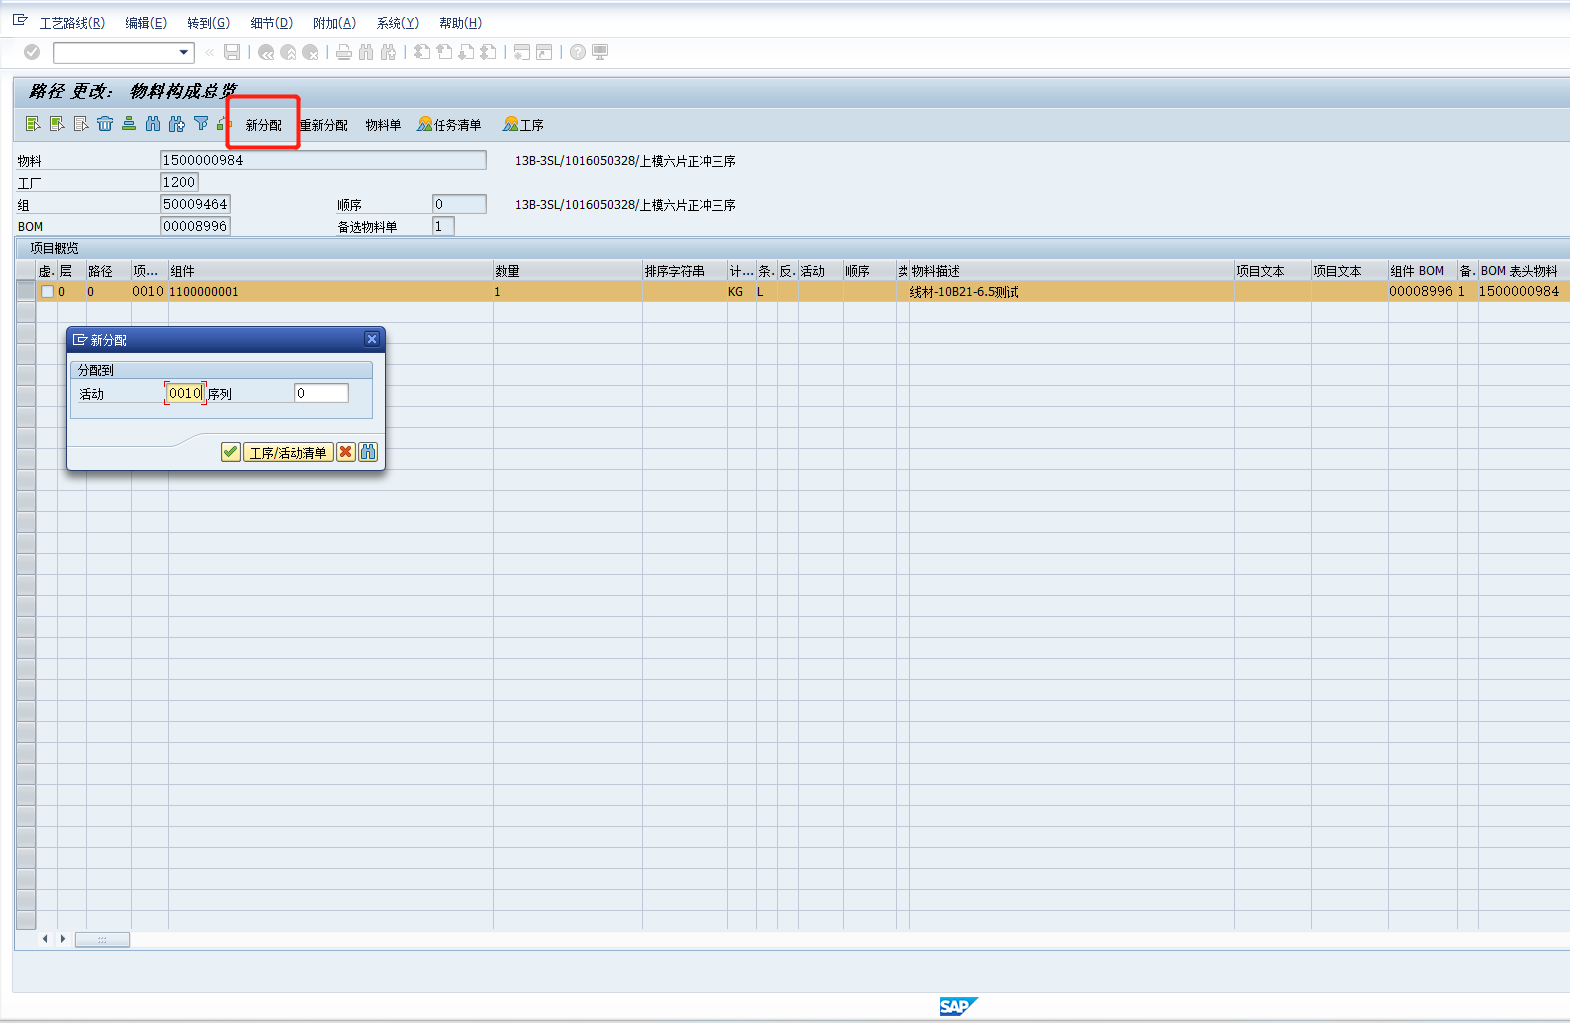 工艺路线(R) 编辑(E) 转到(G) 细节(D) 附加(A) 系统(Y) 帮助(H)
路径 更改: 物料构成总览
新分配 重新分配 物料单 任务清单 工序
物料 1500000984 13B-3SL/1016050328/上模六片正冲三序
工厂 1200
组 50009464 顺序 0 13B-3SL/1016050328/上模六片正冲三序
BOM 00008996 备选物料单 1
项目概览
虚. 层 路径 项... 组件 数量 排序字符串 计... 条. 反. 活动 顺序 类 物料描述 项目文本 项目文本 组件 BOM 备. BOM 表头物料
0 0 0010 1100000001 1 KG L 线材-10B21-6.5测试 00008996 1 1500000984
新分配
分配到
活动 0010 序列 0
工序/活动清单
SAP